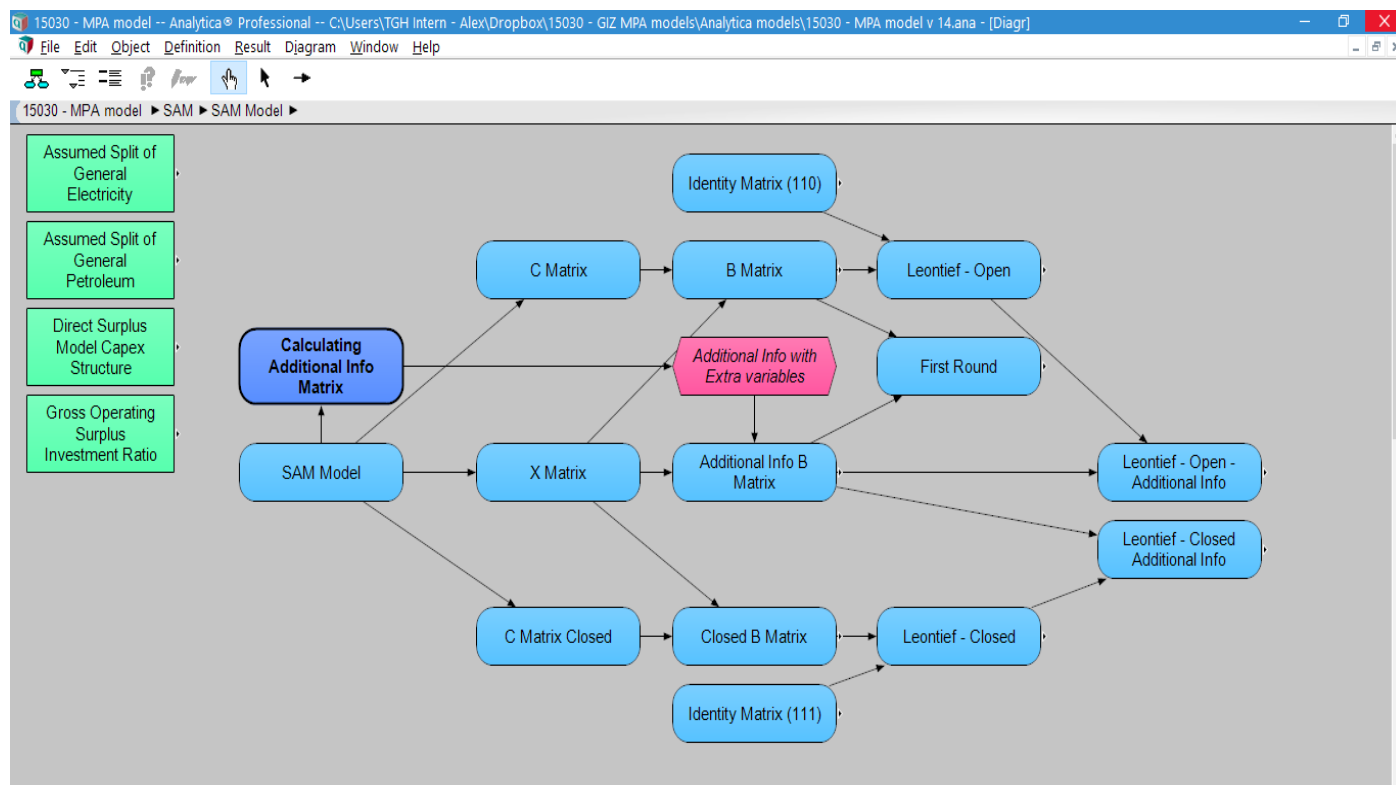 15030 - MPA model -- Analytica® Professional -- C:\Users\TGH Intern - Alex\Dropbox\15030 - GIZ MPA models\Analytica models\15030 - MPA model v 14.ana - [Diagr]
File Edit Object Definition Result Diagram Window Help
15030 - MPA model ► SAM ► SAM Model ►
Assumed Split of
General
Electricity
Assumed Split of
General
Petroleum
Direct Surplus
Model Capex
Structure
Gross Operating
Surplus
Investment Ratio
Identity Matrix (110)
C Matrix
B Matrix
Leontief - Open
Calculating
Additional Info
Matrix
Additional Info with
Extra variables
First Round
SAM Model
X Matrix
Additional Info B
Matrix
Leontief - Open -
Additional Info
Leontief - Closed
Additional Info
C Matrix Closed
Closed B Matrix
Leontief - Closed
Identity Matrix (111)